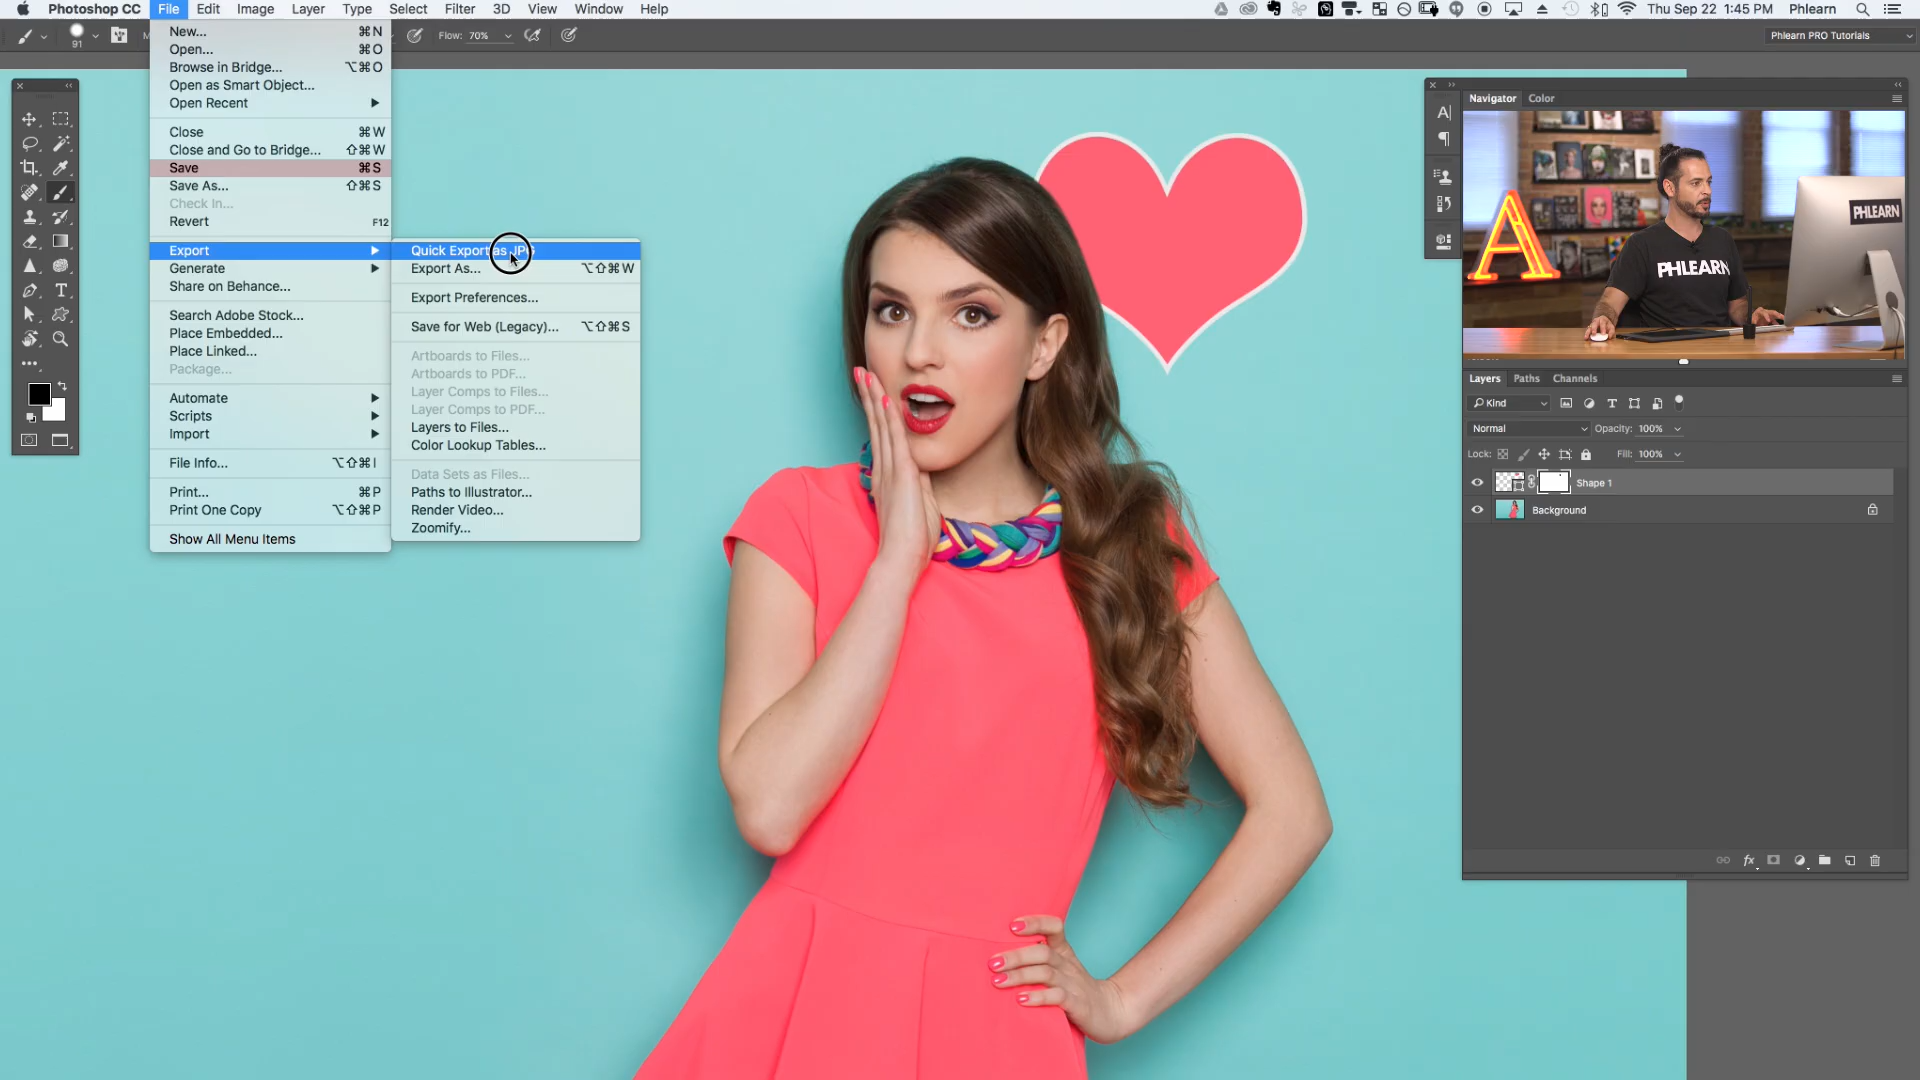 Photoshop CC File Edit Image Layer Type Select Filter 3D View Window Help Thu Sep 22 1:45 PM Phlearn
91 Flow: 70% Phlearn PRO Tutorials
New... ⌘N
Open... ⌘O
Browse in Bridge... ⌥⌘O
Open as Smart Object...
Open Recent
Close ⌘W
Close and Go to Bridge... ⇧⌘W
Save ⌘S
Save As... ⇧⌘S
Check In...
Revert F12
Export
Generate
Share on Behance...
Search Adobe Stock...
Place Embedded...
Place Linked...
Package...
Automate
Scripts
Import
File Info... ⌥⇧⌘I
Print... ⌘P
Print One Copy ⌥⇧⌘P
Show All Menu Items
Quick Export as JPG
Export As... ⌥⇧⌘W
Export Preferences...
Save for Web (Legacy)... ⌥⇧⌘S
Artboards to Files...
Artboards to PDF...
Layer Comps to Files...
Layer Comps to PDF...
Layers to Files...
Color Lookup Tables...
Data Sets as Files...
Paths to Illustrator...
Render Video...
Zoomify...
Navigator Color
A
PHLEARN
PHLEARN
Layers Paths Channels
Kind
Normal Opacity: 100%
Lock: Fill: 100%
Shape 1
Background
fx